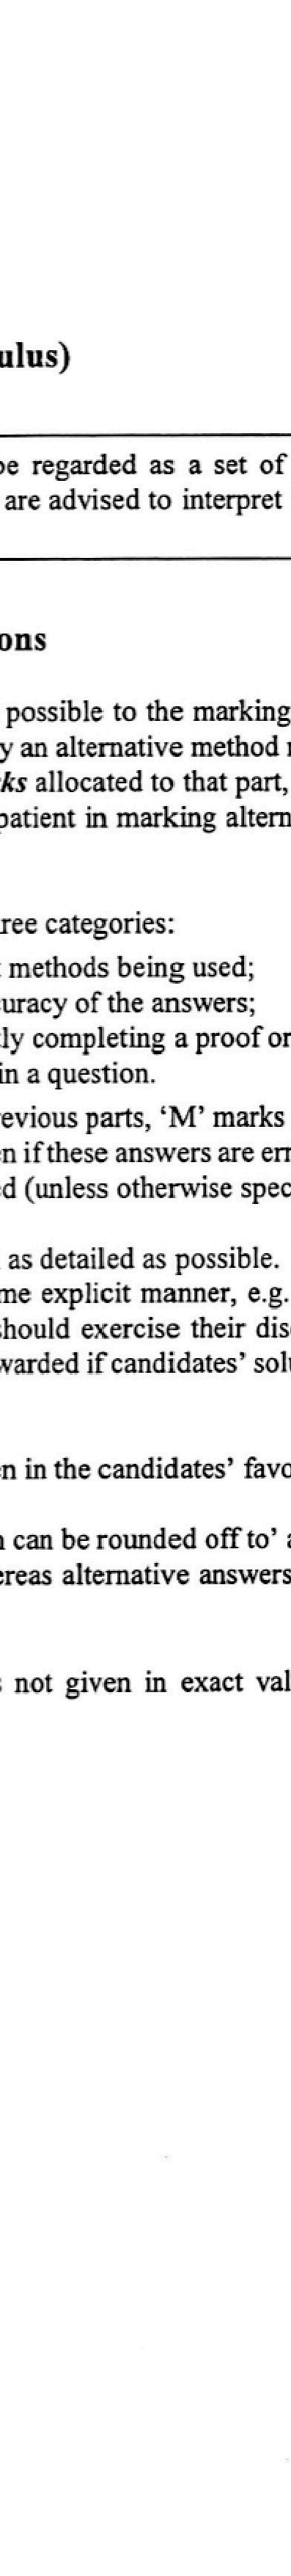 ulus)
be regarded as a set of
are advised to interpret
ons
possible to the marking
y an alternative method
ks allocated to that part,
patient in marking altern
ree categories:
methods being used;
uracy of the answers;
tly completing a proof or
in a question.
revious parts, ‘M’ marks
n if these answers are err
d (unless otherwise spec
as detailed as possible.
me explicit manner, e.g.
should exercise their dis
warded if candidates’ solu
n in the candidates’ favo
n can be rounded off to’ a
ereas alternative answers
s not given in exact val